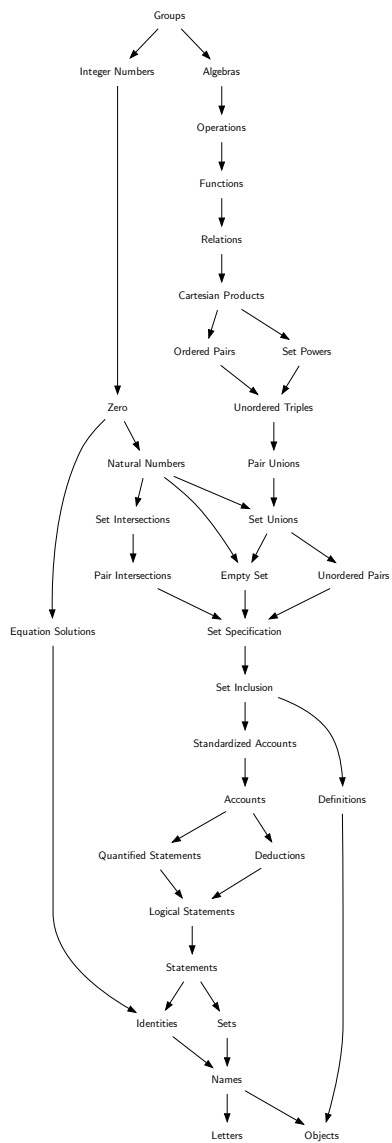 Groups
Integer Numbers
Algebras
Operations
Functions
Relations
Cartesian Products
Ordered Pairs
Set Powers
Zero
Unordered Triples
Natural Numbers
Pair Unions
Set Intersections
Set Unions
Pair Intersections
Empty Set
Unordered Pairs
Equation Solutions
Set Specification
Set Inclusion
Standardized Accounts
Accounts
Definitions
Quantified Statements
Deductions
Logical Statements
Statements
Identities
Sets
Names
Letters
Objects